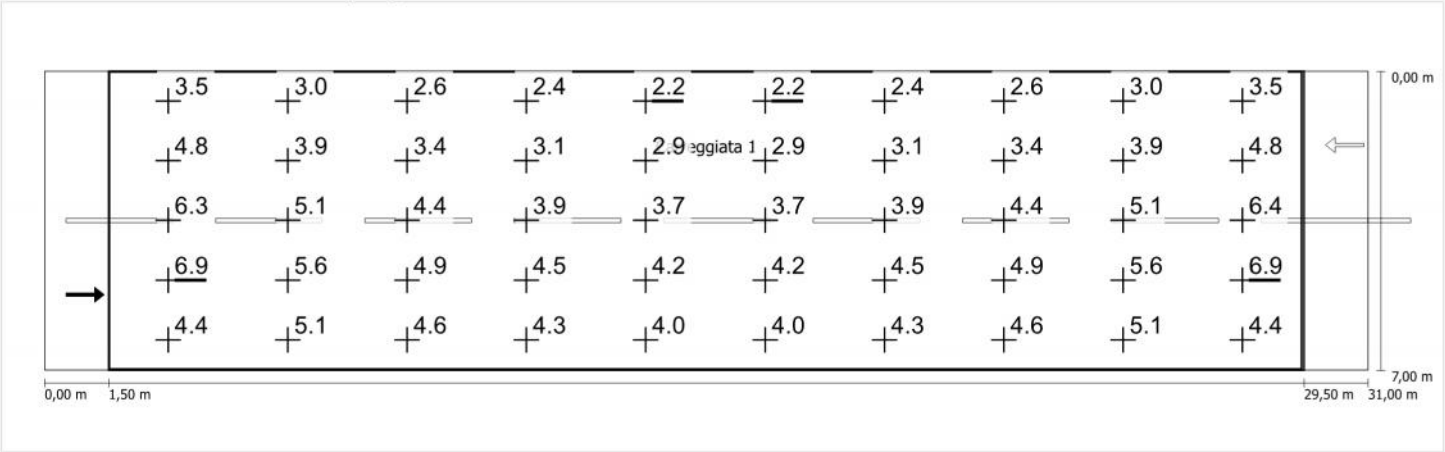 0,00 m
3.5 3.0 2.6 2.4 2.2 2.2 2.4 2.6 3.0 3.5
4.8 3.9 3.4 3.1 2.9 eggiata 1 2.9 3.1 3.4 3.9 4.8
6.3 5.1 4.4 3.9 3.7 3.7 3.9 4.4 5.1 6.4
6.9 5.6 4.9 4.5 4.2 4.2 4.5 4.9 5.6 6.9
4.4 5.1 4.6 4.3 4.0 4.0 4.3 4.6 5.1 4.4
7,00 m
0,00 m 1,50 m 29,50 m 31,00 m